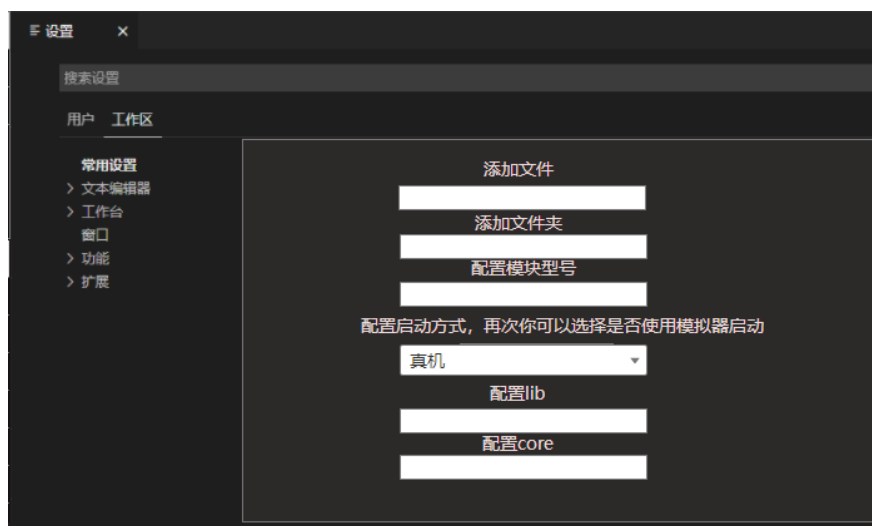 设置
搜索设置
用户 工作区
常用设置
文本编辑器
工作台
窗口
功能
扩展
添加文件
添加文件夹
配置模块型号
配置启动方式，再次你可以选择是否使用模拟器启动
真机
配置lib
配置core